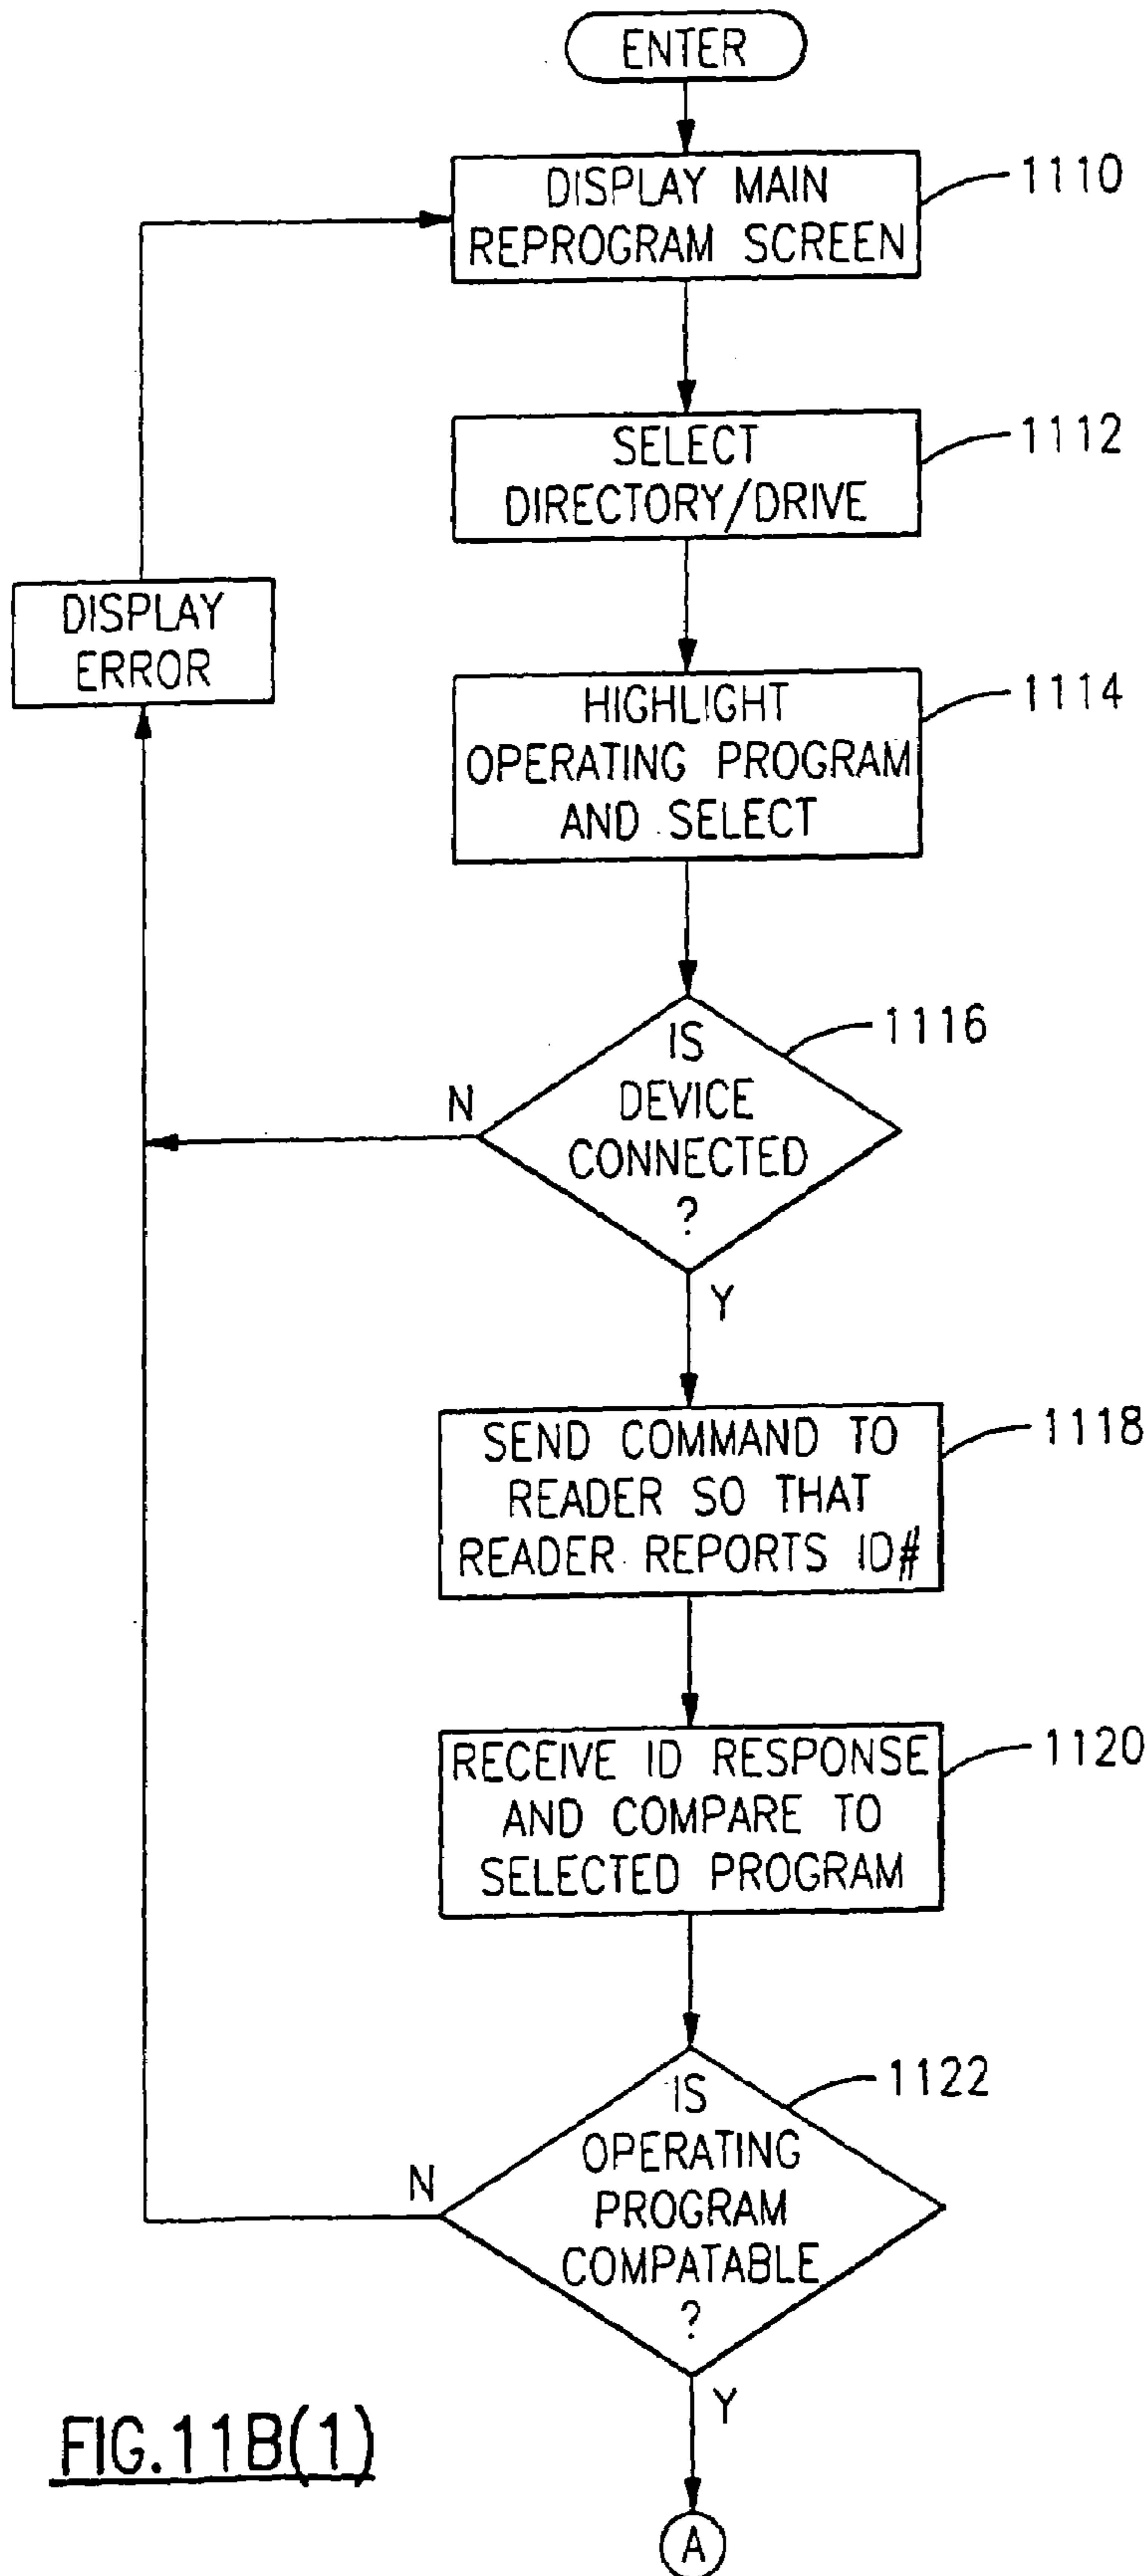 ENTER
DISPLAY MAIN
REPROGRAM SCREEN
1110
SELECT
DIRECTORY/DRIVE
1112
DISPLAY
ERROR
HIGHLIGHT
OPERATING PROGRAM
AND SELECT
1114
IS
DEVICE
CONNECTED
?
1116
N
Y
SEND COMMAND TO
READER SO THAT
READER REPORTS ID#
1118
RECEIVE ID RESPONSE
AND COMPARE TO
SELECTED PROGRAM
1120
IS
OPERATING
PROGRAM
COMPATABLE
?
1122
N
Y
FIG.11B(1)
A